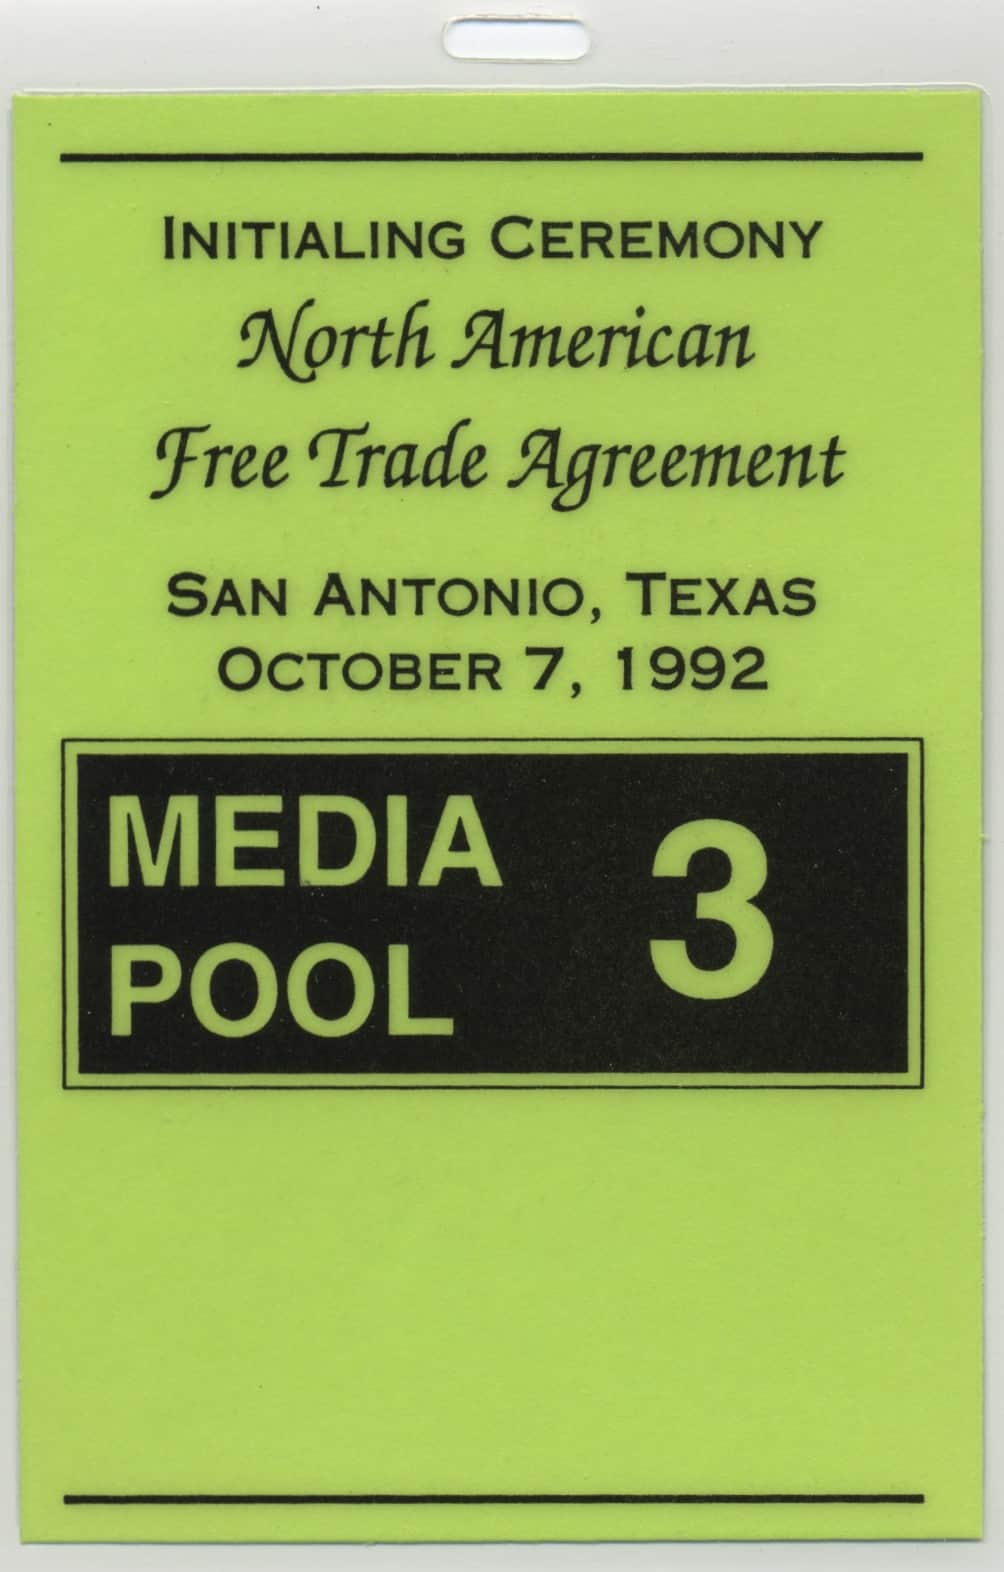 INITIALING CEREMONY
North American
Free Trade Agreement
SAN ANTONIO, TEXAS
OCTOBER 7, 1992
MEDIA
POOL
3